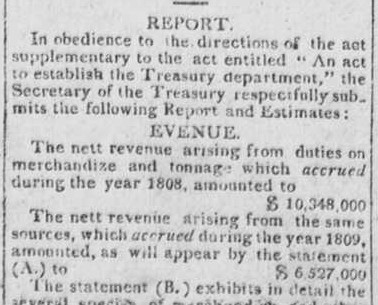 REPORT.
In obedience to the directions of the act
supplementary to the act entitled “ An act
to establish the Treasury department,” the
Secretary of the Treasury respectfully sub-
mits the following Report and Estimates :
EVENUE.
The nett revenue arising from duties on
merchandize and tonnage which accrued
during the year 1808, amounted to
$ 10,348,000
The nett revenue arising from the same
sources, which accrued during the year 1809,
amounted, as will appear by the statement
(A.) to $ 6,527,000
The statement (B.) exhibits in detail the
several species of